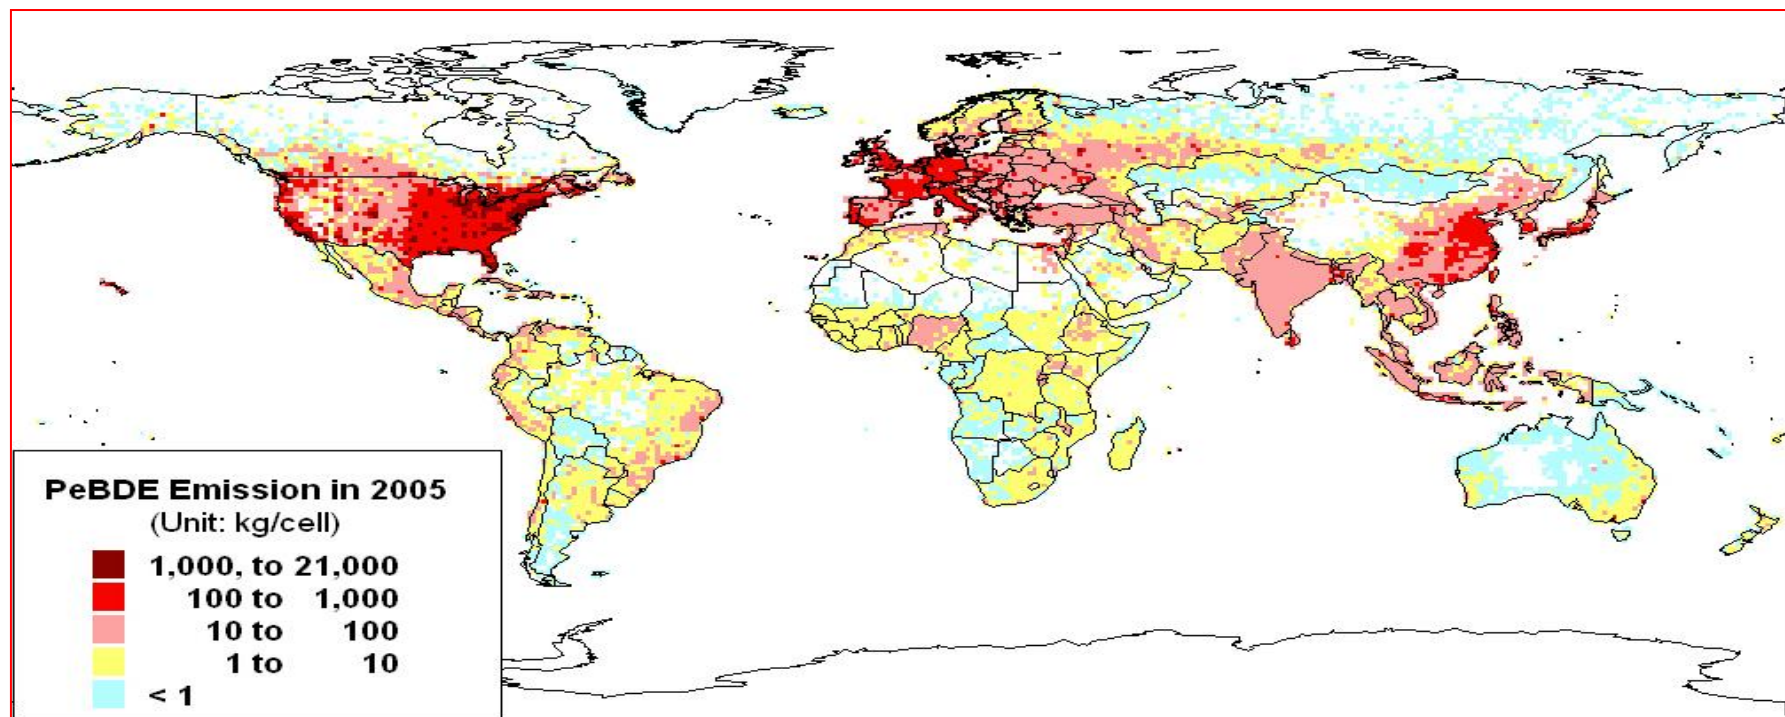 PeBDE Emission in 2005
(Unit: kg/cell)
1,000, to 21,000
100 to 1,000
10 to 100
1 to 10
< 1